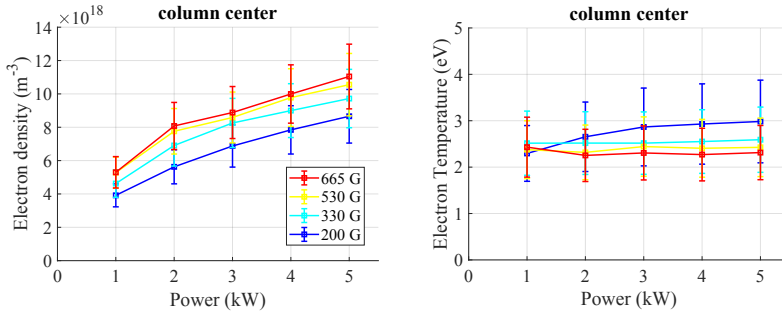 column center
×10^18
14
12
10
8
6
4
2
0
Electron density (m^-3)
0 1 2 3 4 5
Power (kW)
665 G
530 G
330 G
200 G
column center
5
4
3
2
1
0
Electron Temperature (eV)
0 1 2 3 4 5
Power (kW)